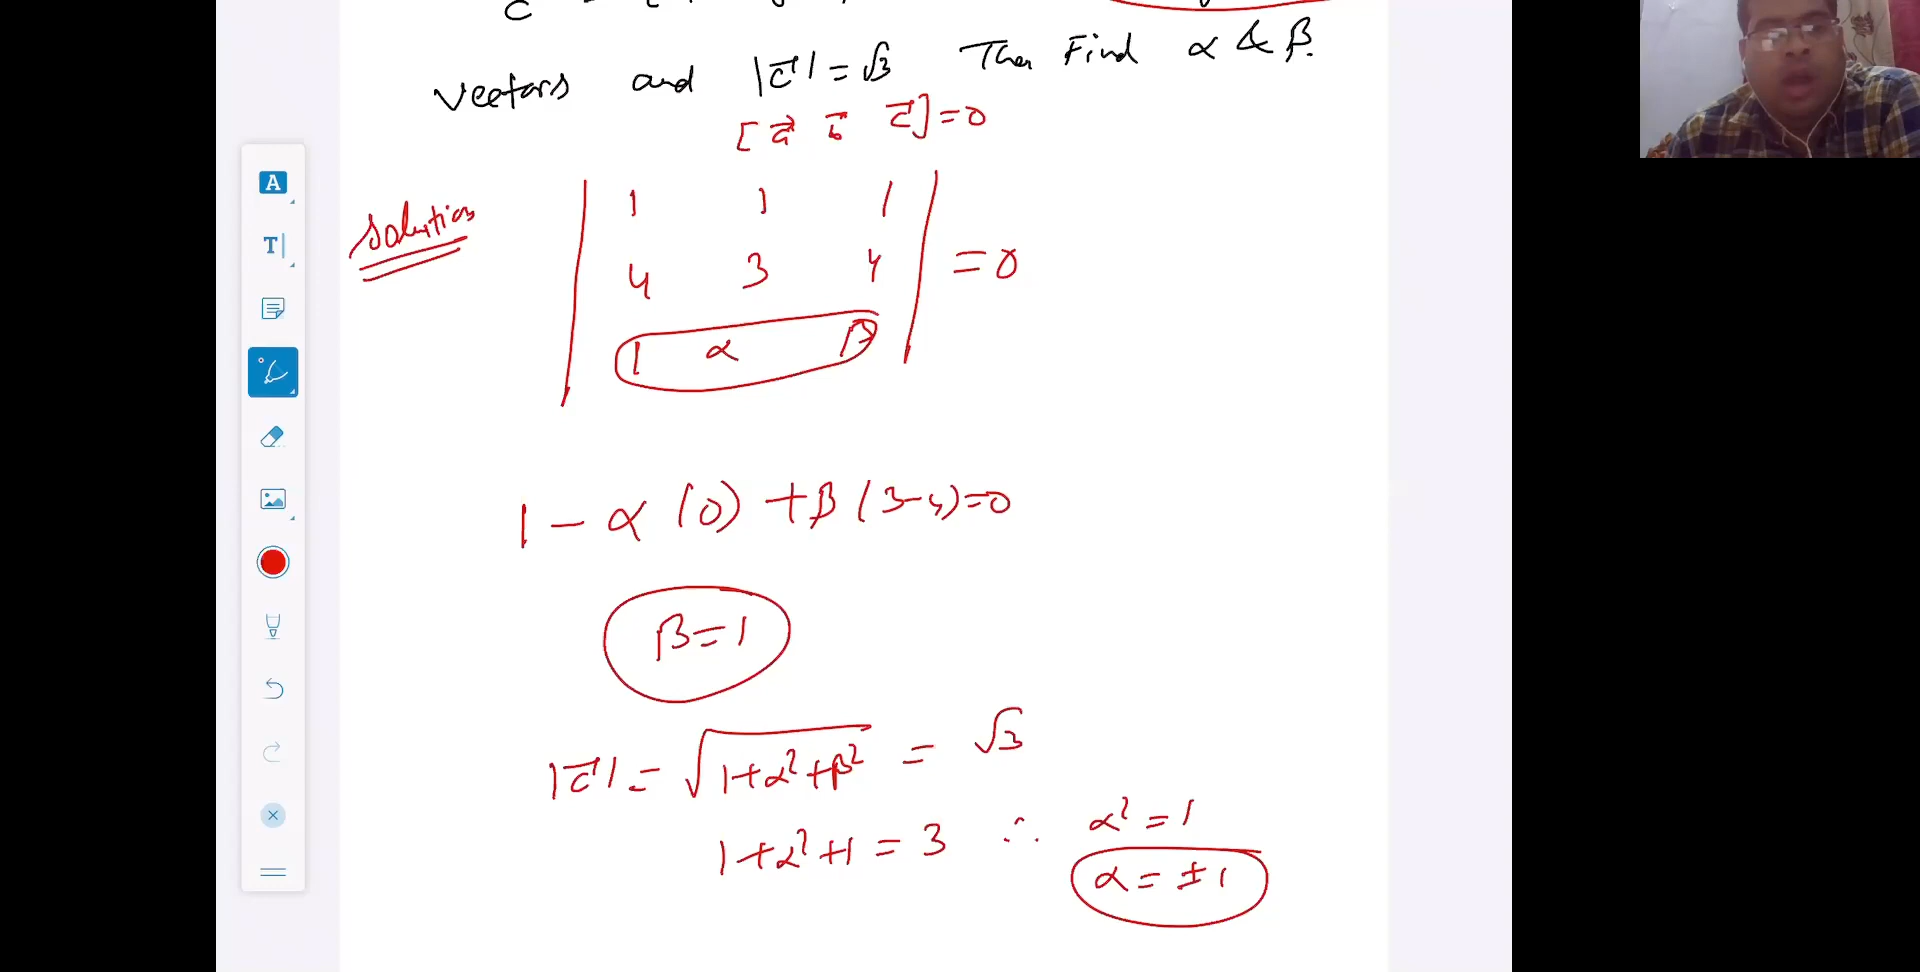 c
vectors and |c⃗| = √3 Then Find α & β.
[a⃗ b⃗ c⃗] = 0
Solution
| 1 1 1 |
| 4 3 4 | = 0
| 1 α β |
1 - α (0) + β (3-4) = 0
β = 1
|c⃗| = √(1+α²+β²) = √3
1+α²+1 = 3 ∴ α² = 1
α = ± 1
A
T